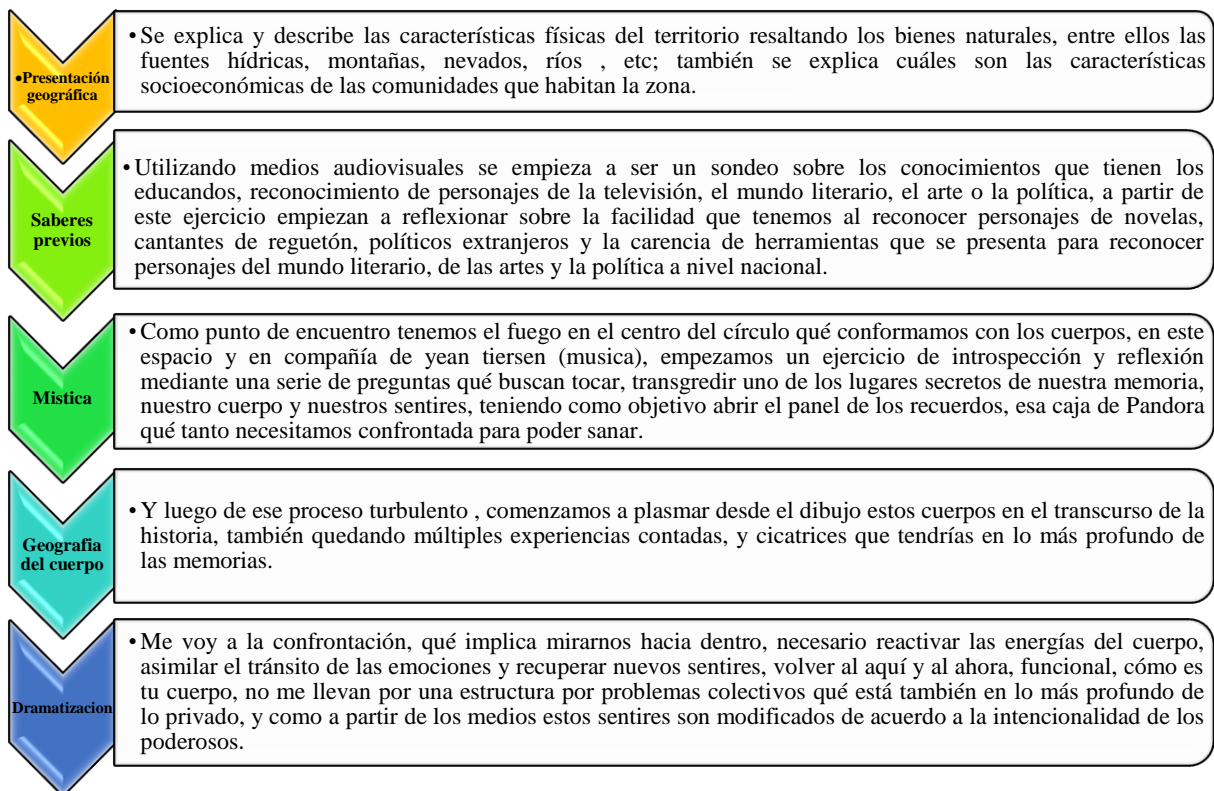 •Presentación
geográfica
• Se explica y describe las características físicas del territorio resaltando los bienes naturales, entre ellos las
fuentes hídricas, montañas, nevados, ríos , etc; también se explica cuáles son las características
socioeconómicas de las comunidades que habitan la zona.
Saberes
previos
• Utilizando medios audiovisuales se empieza a ser un sondeo sobre los conocimientos que tienen los
educandos, reconocimiento de personajes de la televisión, el mundo literario, el arte o la política, a partir de
este ejercicio empiezan a reflexionar sobre la facilidad que tenemos al reconocer personajes de novelas,
cantantes de reguetón, políticos extranjeros y la carencia de herramientas que se presenta para reconocer
personajes del mundo literario, de las artes y la política a nivel nacional.
Mistica
• Como punto de encuentro tenemos el fuego en el centro del círculo qué conformamos con los cuerpos, en este
espacio y en compañía de yean tiersen (musica), empezamos un ejercicio de introspección y reflexión
mediante una serie de preguntas qué buscan tocar, transgredir uno de los lugares secretos de nuestra memoria,
nuestro cuerpo y nuestros sentires, teniendo como objetivo abrir el panel de los recuerdos, esa caja de Pandora
qué tanto necesitamos confrontada para poder sanar.
Geografia
del cuerpo
• Y luego de ese proceso turbulento , comenzamos a plasmar desde el dibujo estos cuerpos en el transcurso de la
historia, también quedando múltiples experiencias contadas, y cicatrices que tendrías en lo más profundo de
las memorias.
Dramatizacion
• Me voy a la confrontación, qué implica mirarnos hacia dentro, necesario reactivar las energías del cuerpo,
asimilar el tránsito de las emociones y recuperar nuevos sentires, volver al aquí y al ahora, funcional, cómo es
tu cuerpo, no me llevan por una estructura por problemas colectivos qué está también en lo más profundo de
lo privado, y como a partir de los medios estos sentires son modificados de acuerdo a la intencionalidad de los
poderosos.